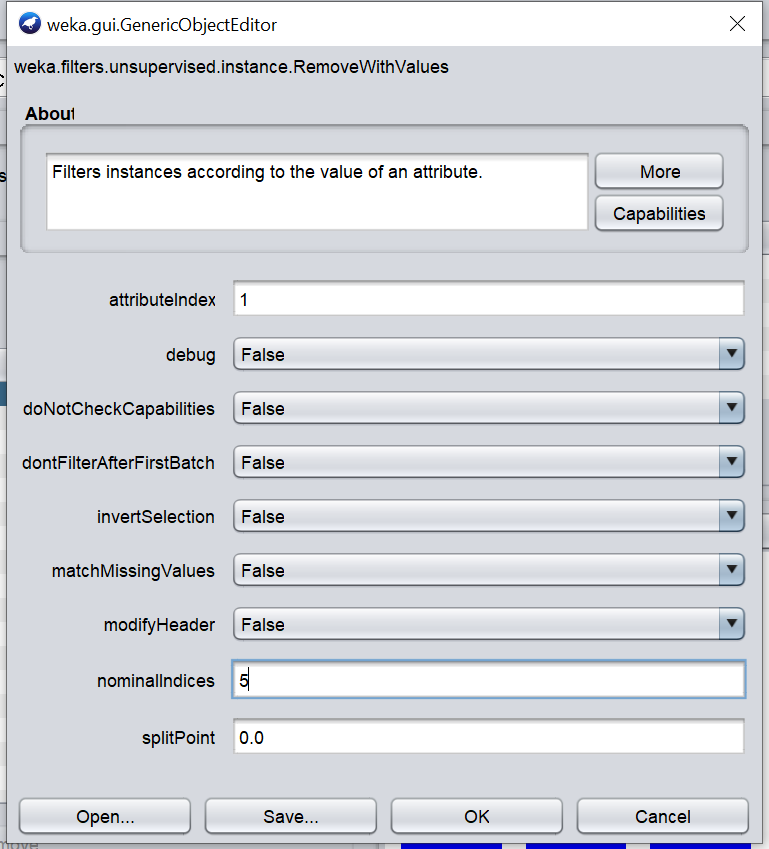 weka.gui.GenericObjectEditor
weka.filters.unsupervised.instance.RemoveWithValues
About
Filters instances according to the value of an attribute.
More
Capabilities
attributeIndex 1
debug False
doNotCheckCapabilities False
dontFilterAfterFirstBatch False
invertSelection False
matchMissingValues False
modifyHeader False
nominalIndices 5
splitPoint 0.0
Open... Save... OK Cancel